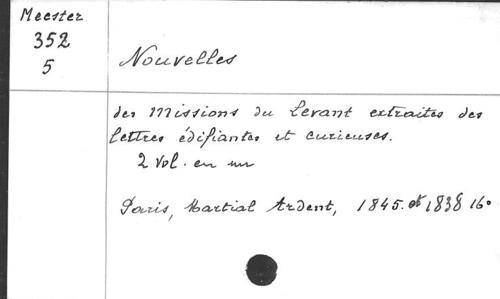 Meester
352
5
Nouvelles
des Missions du Levant extraites des
lettres édifiantes et curieuses.
2 vol. en un
Paris, Martial Ardent, 1845. et 1838 16°